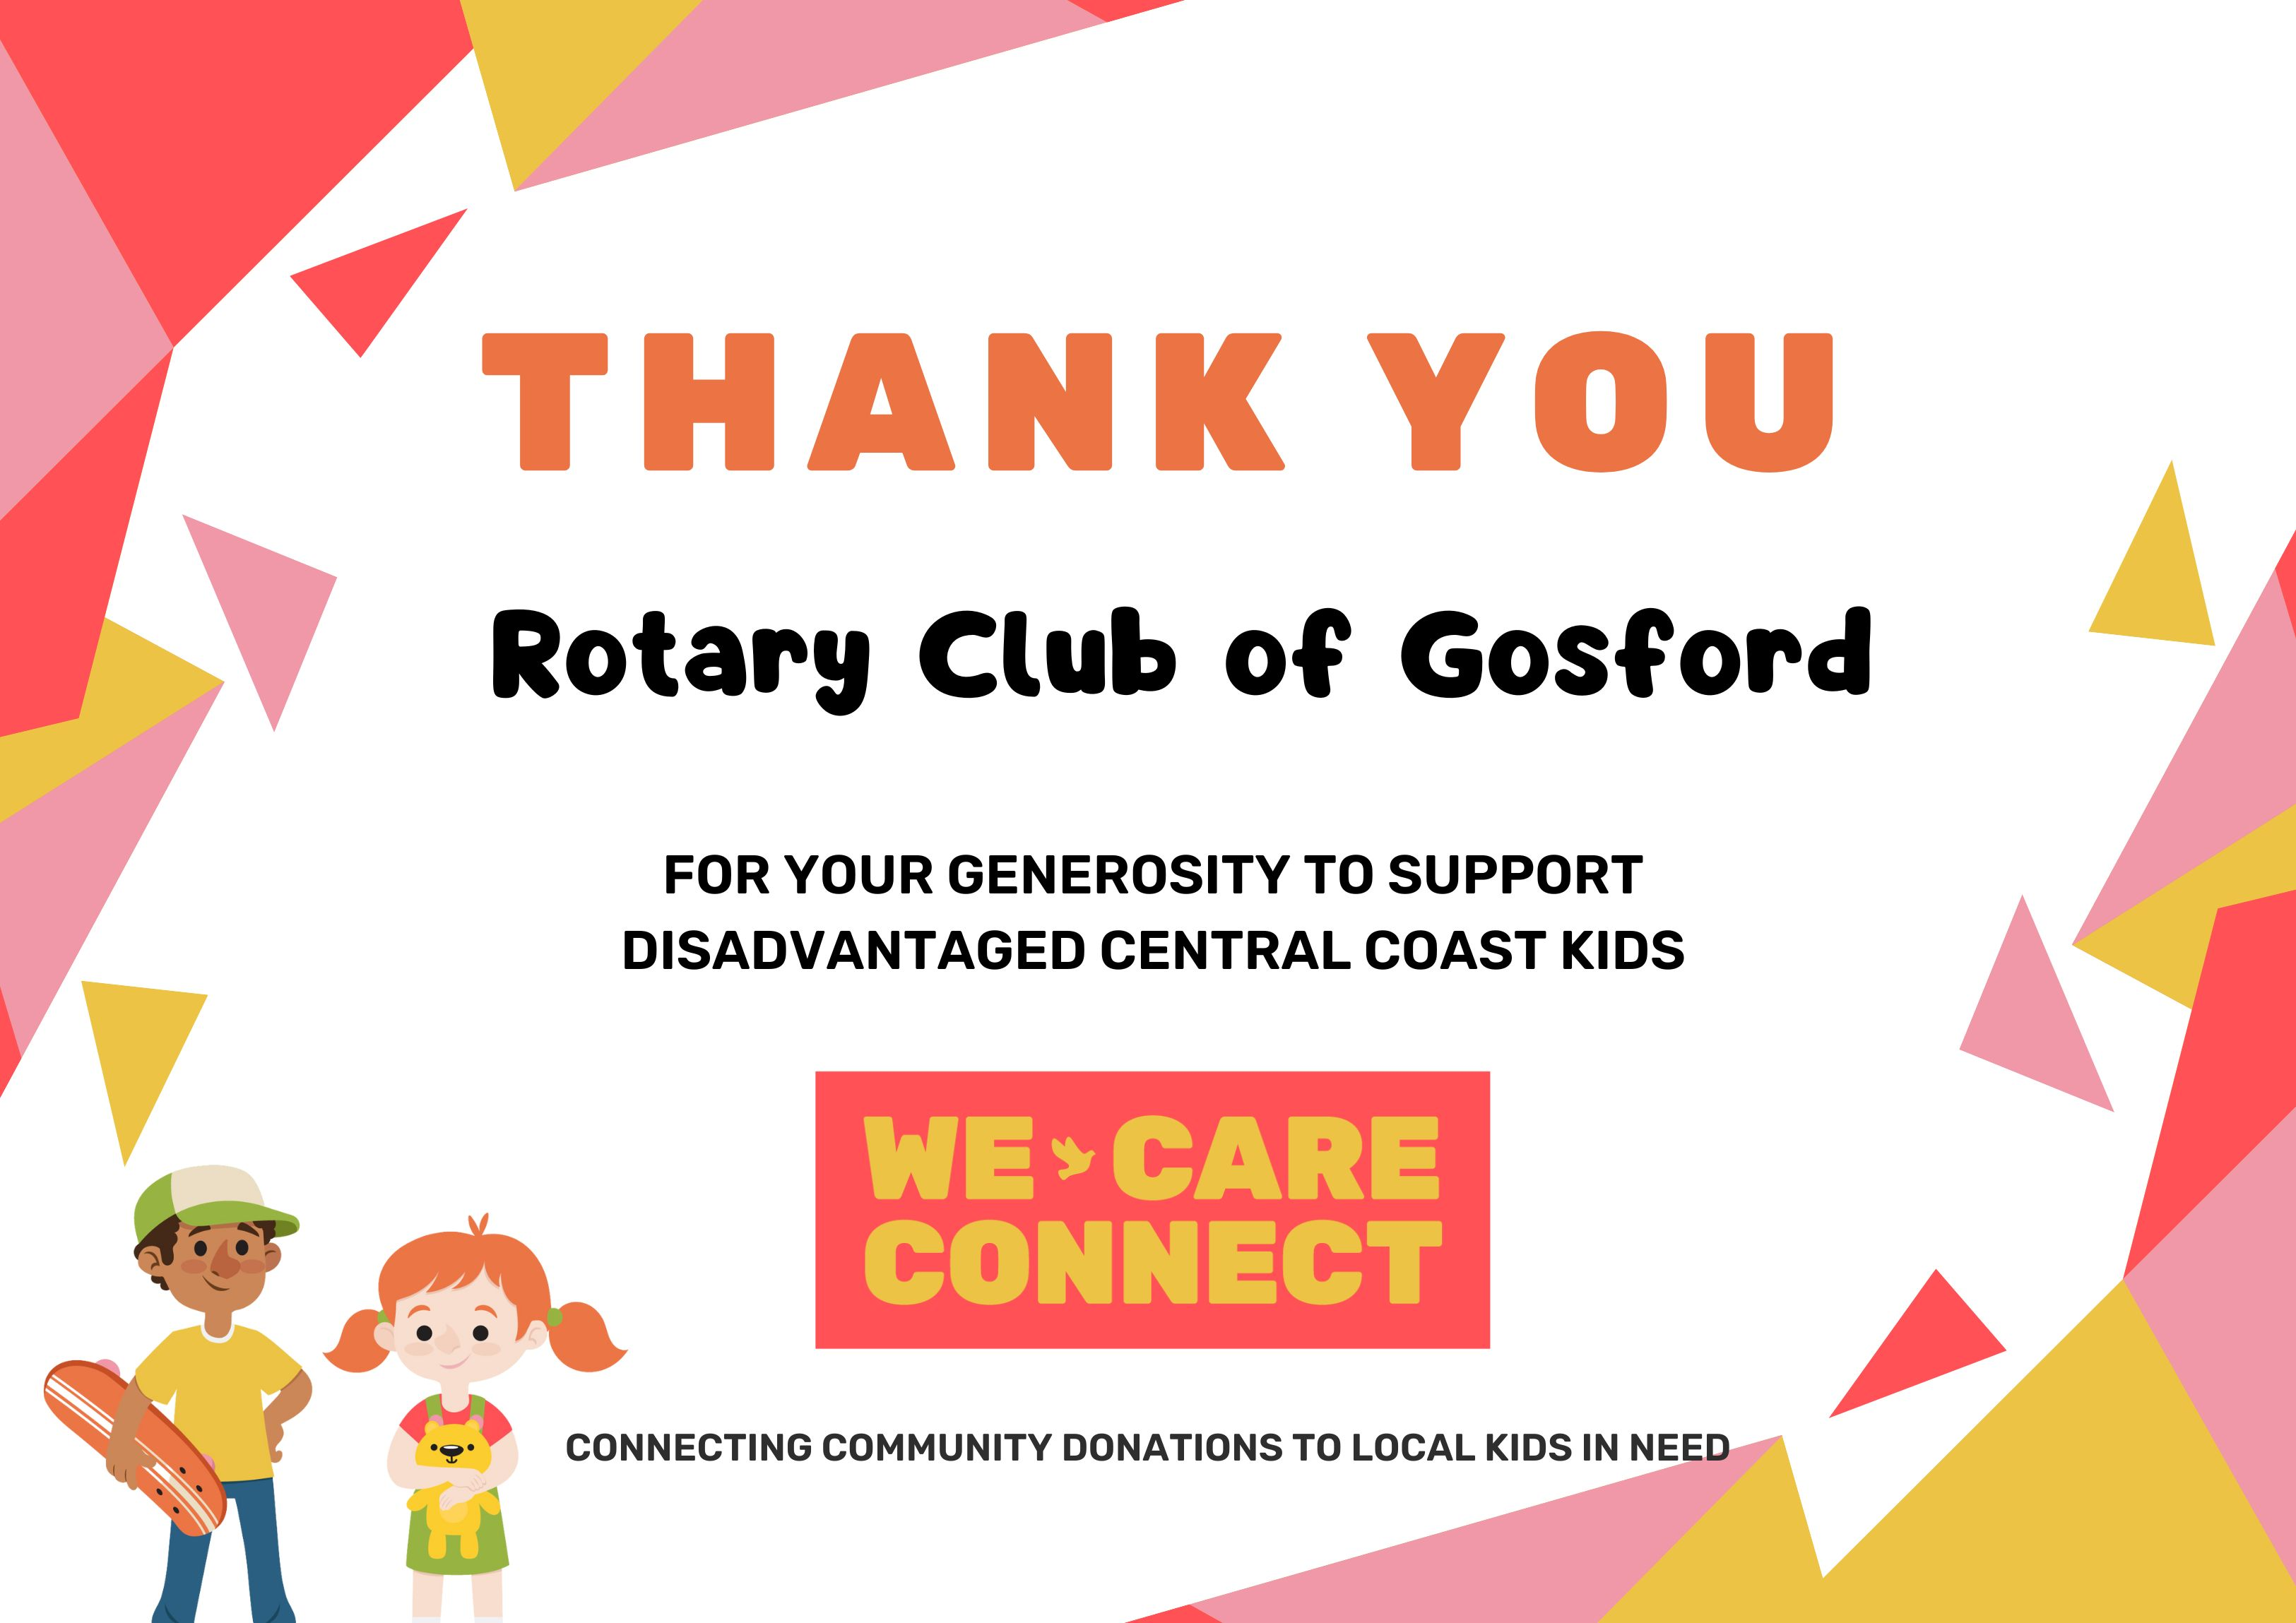 THANK YOU
Rotary Club of Gosford
FOR YOUR GENEROSITY TO SUPPORT
DISADVANTAGED CENTRAL COAST KIDS
WE CARE
CONNECT
CONNECTING COMMUNITY DONATIONS TO LOCAL KIDS IN NEED